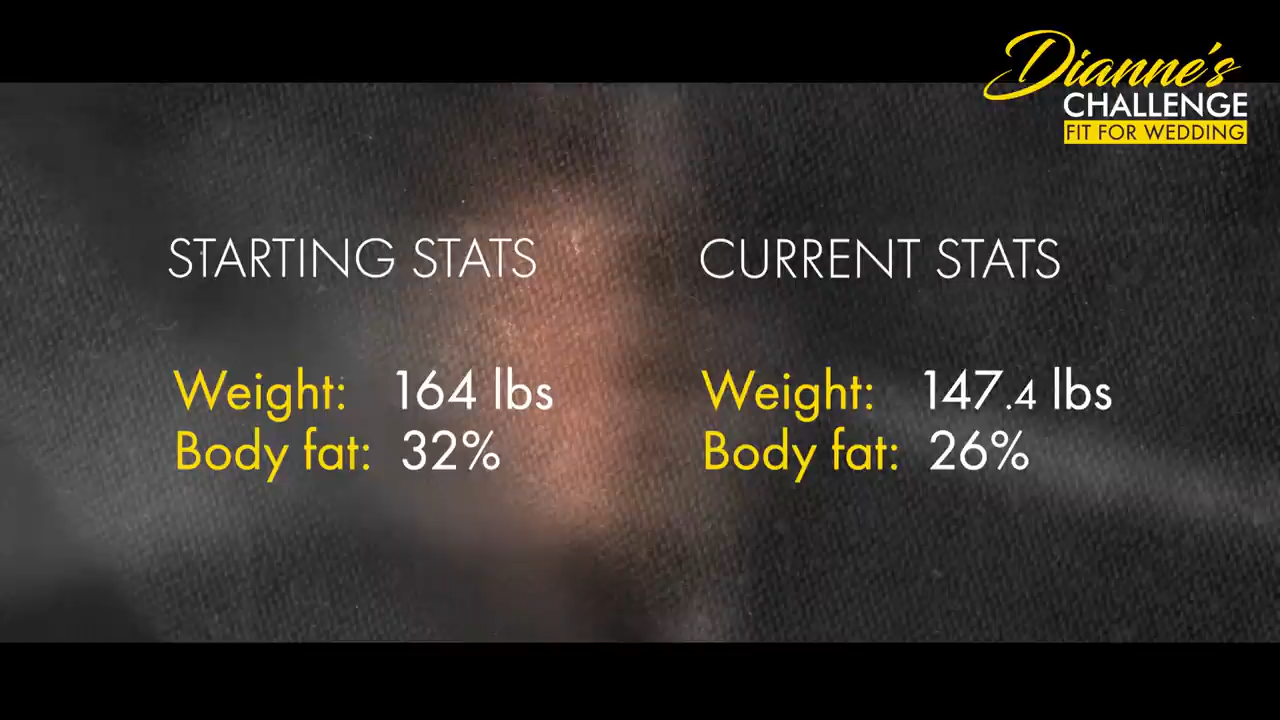 Dianne's
CHALLENGE
FIT FOR WEDDING
STARTING STATS
Weight: 164 lbs
Body fat: 32%
CURRENT STATS
Weight: 147.4 lbs
Body fat: 26%